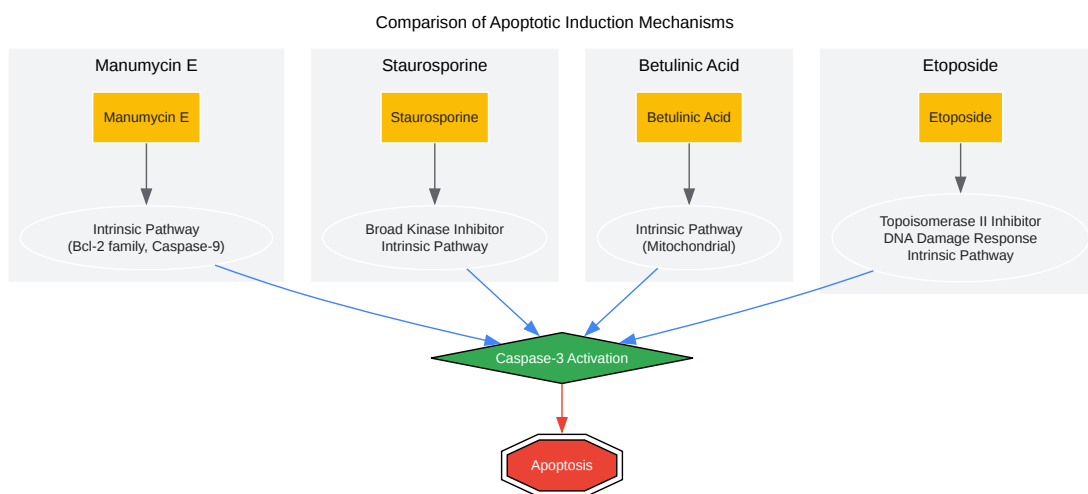 Comparison of Apoptotic Induction Mechanisms
Manumycin E
Staurosporine
Betulinic Acid
Etoposide
Manumycin E
Staurosporine
Betulinic Acid
Etoposide
Intrinsic Pathway
(Bcl-2 family, Caspase-9)
Broad Kinase Inhibitor
Intrinsic Pathway
Intrinsic Pathway
(Mitochondrial)
Topoisomerase II Inhibitor
DNA Damage Response
Intrinsic Pathway
Caspase-3 Activation
Apoptosis